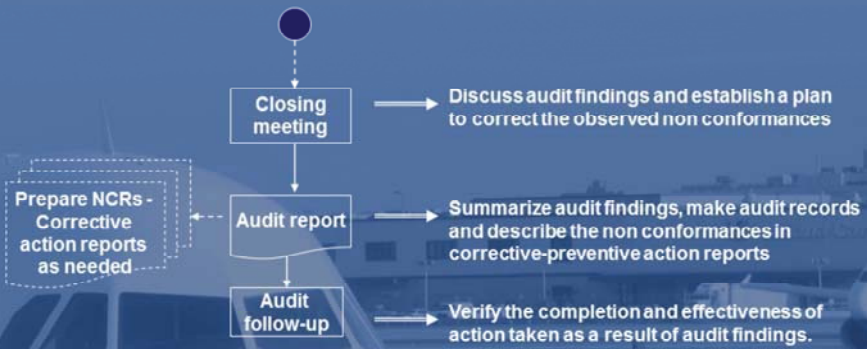 Closing
meeting
Discuss audit findings and establish a plan
to correct the observed non conformances
Prepare NCRs -
Corrective
action reports
as needed
Audit report
Summarize audit findings, make audit records
and describe the non conformances in
corrective-preventive action reports
Audit
follow-up
Verify the completion and effectiveness of
action taken as a result of audit findings.